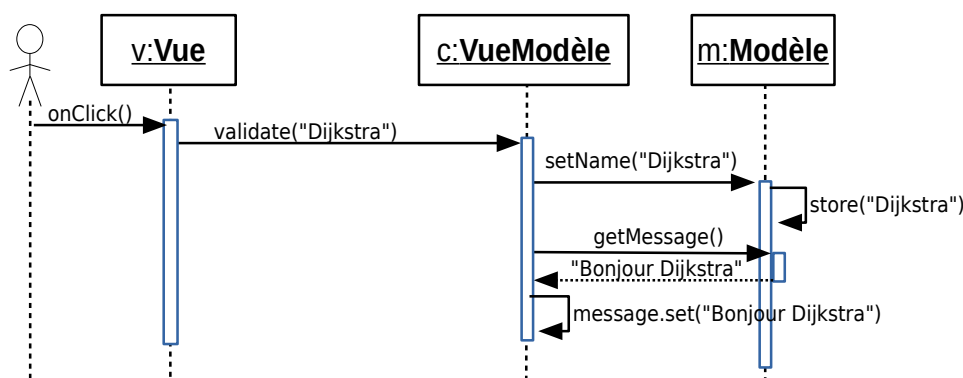 v:Vue
c:VueModèle
m:Modèle
onClick()
validate("Dijkstra")
setName("Dijkstra")
store("Dijkstra")
getMessage()
"Bonjour Dijkstra"
message.set("Bonjour Dijkstra")